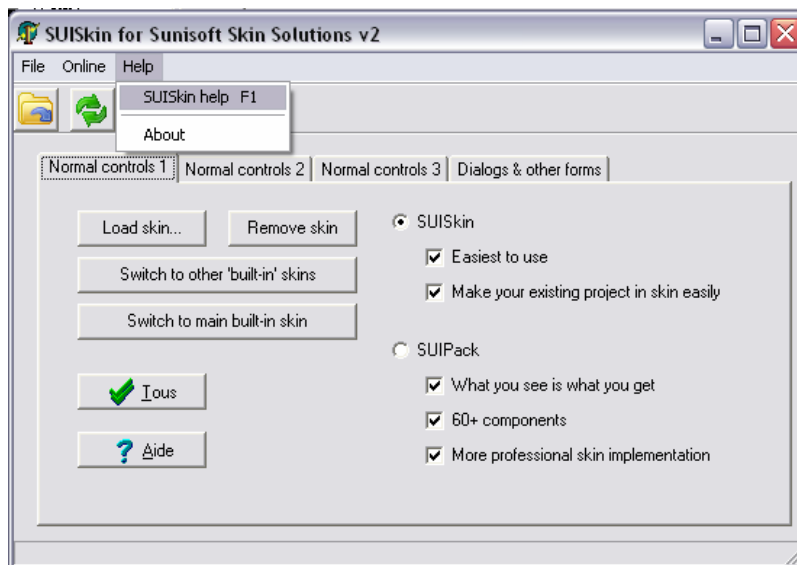 SUISkin for Sunisoft Skin Solutions v2
File Online Help
SUISkin help F1
About
Normal controls 1 Normal controls 2 Normal controls 3 Dialogs & other forms
Load skin... Remove skin
Switch to other 'built-in' skins
Switch to main built-in skin
Tous
Aide
SUISkin
Easiest to use
Make your existing project in skin easily
SUIPack
What you see is what you get
60+ components
More professional skin implementation